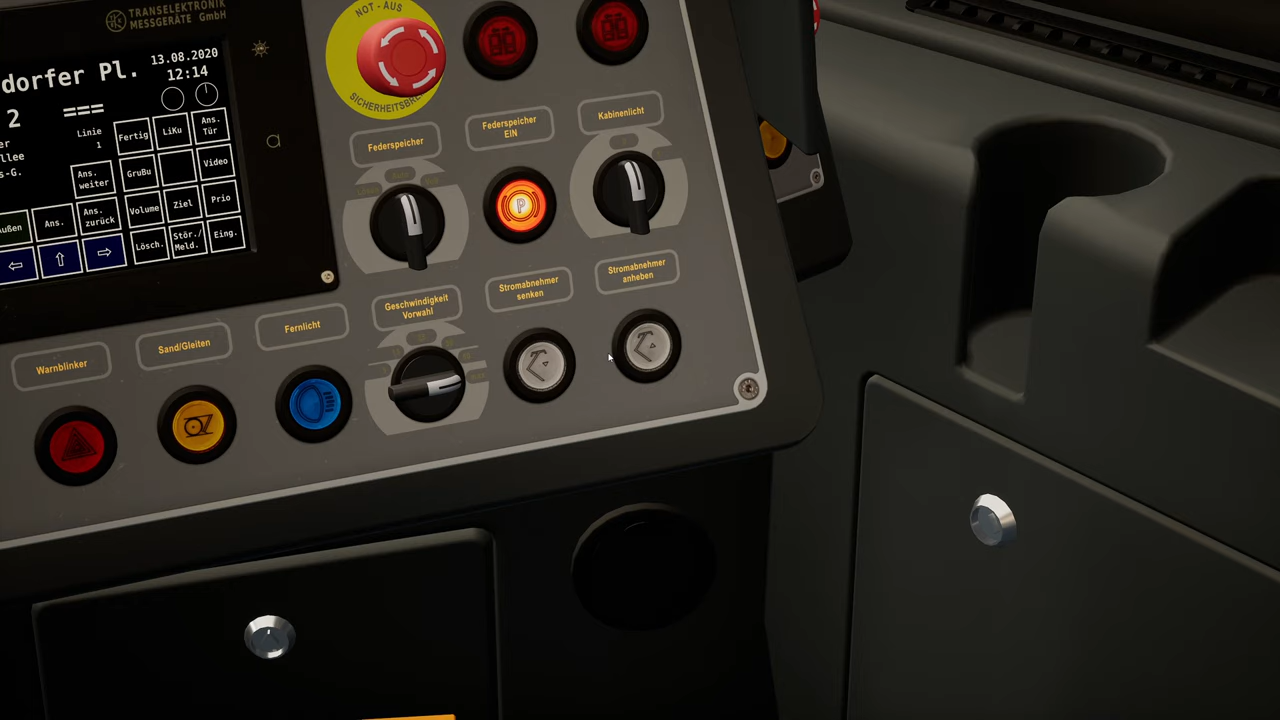 TRANSELEKTRONIK
MESSGERÄTE GmbH
NOT - AUS
dorfer Pl.
13.08.2020
12:14
2
Linie
1
llee
s-G.
Fertig
LiKu
Ans.
Tür
Ans.
weiter
GruBu
Video
Ans.
Ans.
zurück
Volume
Ziel
Prio
Lösch.
Stör./
Meld.
Eing.
Federspeicher
Federspeicher
EIN
Kabinenlicht
P
Warnblinker
Sand/Gleiten
Fernlicht
Geschwindigkeit
Vorwahl
Stromabnehmer
senken
Stromabnehmer
anheben